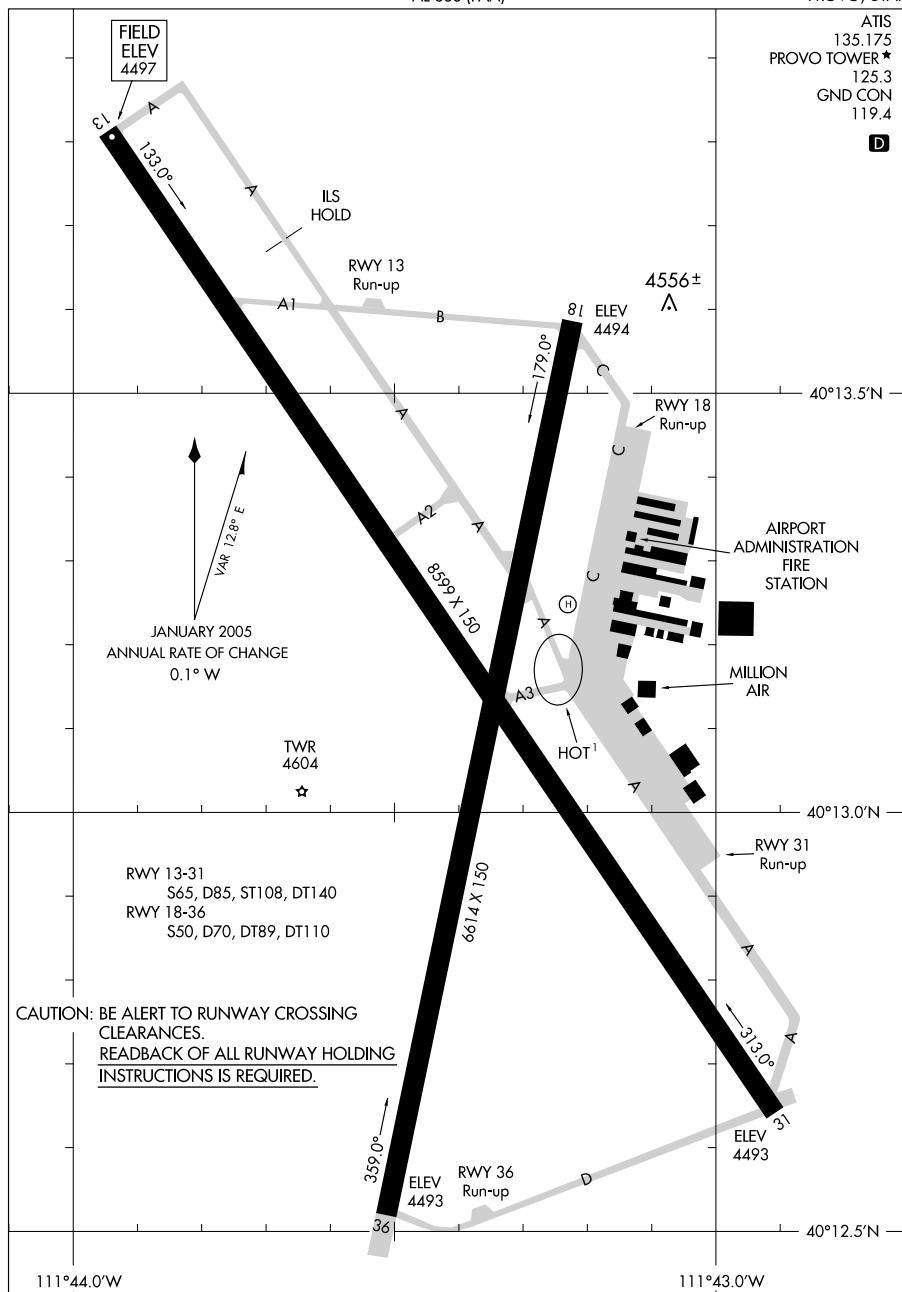 ATIS
135.175
PROVO TOWER★
125.3
GND CON
119.4
D
FIELD
ELEV
4497
13
A
133.0°
A
ILS
HOLD
RWY 13
Run-up
A1
B
18
ELEV
4494
4556±
179.0°
C
40°13.5'N
RWY 18
Run-up
A
C
VAR 12.8° E
A2
A
8599 X 150
C
AIRPORT
ADMINISTRATION
FIRE
STATION
H
A
JANUARY 2005
ANNUAL RATE OF CHANGE
0.1° W
A3
HOT1
MILLION
AIR
TWR
4604
A
40°13.0'N
RWY 31
Run-up
RWY 13-31
S65, D85, ST108, DT140
RWY 18-36
S50, D70, DT89, DT110
6614 X 150
A
CAUTION: BE ALERT TO RUNWAY CROSSING
CLEARANCES.
READBACK OF ALL RUNWAY HOLDING
INSTRUCTIONS IS REQUIRED.
313.0°
A
31
ELEV
4493
359.0°
ELEV
4493
RWY 36
Run-up
D
36
40°12.5'N
111°44.0'W
111°43.0'W